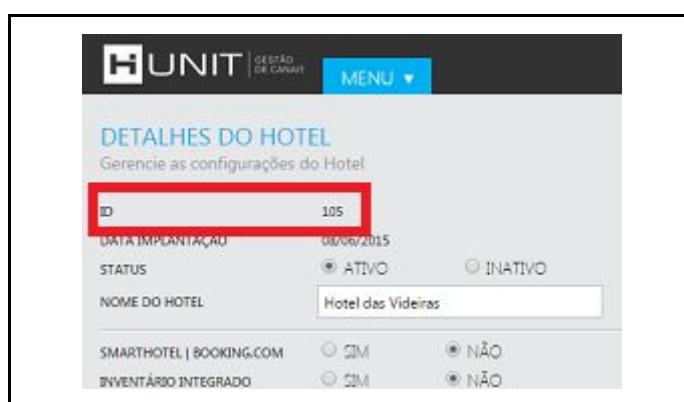 HUNIT GESTÃO DE CANAIS MENU
DETALHES DO HOTEL
Gerencie as configurações do Hotel
ID 105
DATA IMPLANTAÇÃO 08/06/2015
STATUS ATIVO INATIVO
NOME DO HOTEL Hotel das Videiras
SMARTHOTEL | BOOKING.COM SIM NÃO
INVENTÁRIO INTEGRADO SIM NÃO